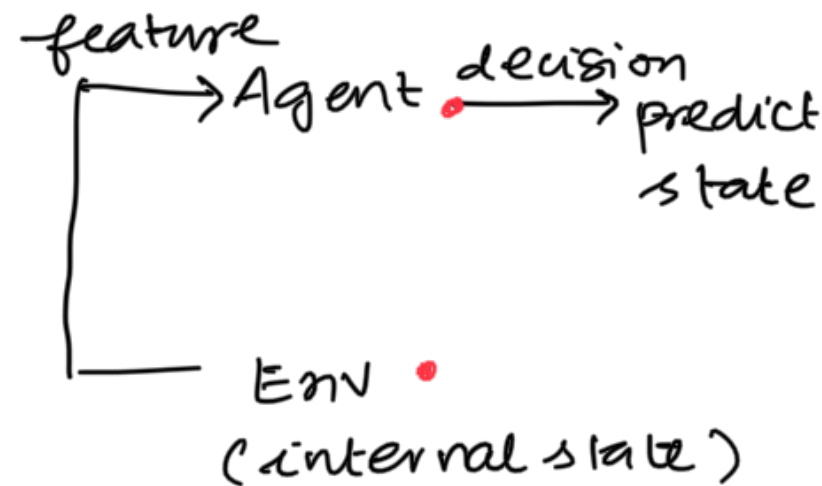 feature
Agent
decision
predict
state
Env
(internal state)